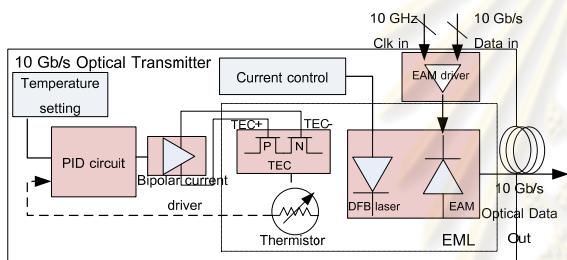 10 GHz
Clk in
10 Gb/s
Data in
10 Gb/s Optical Transmitter
Temperature
setting
Current control
EAM driver
TEC+
TEC-
P
N
TEC
PID circuit
Bipolar current
driver
Thermistor
DFB laser
EAM
EML
10 Gb/s
Optical Data
Out